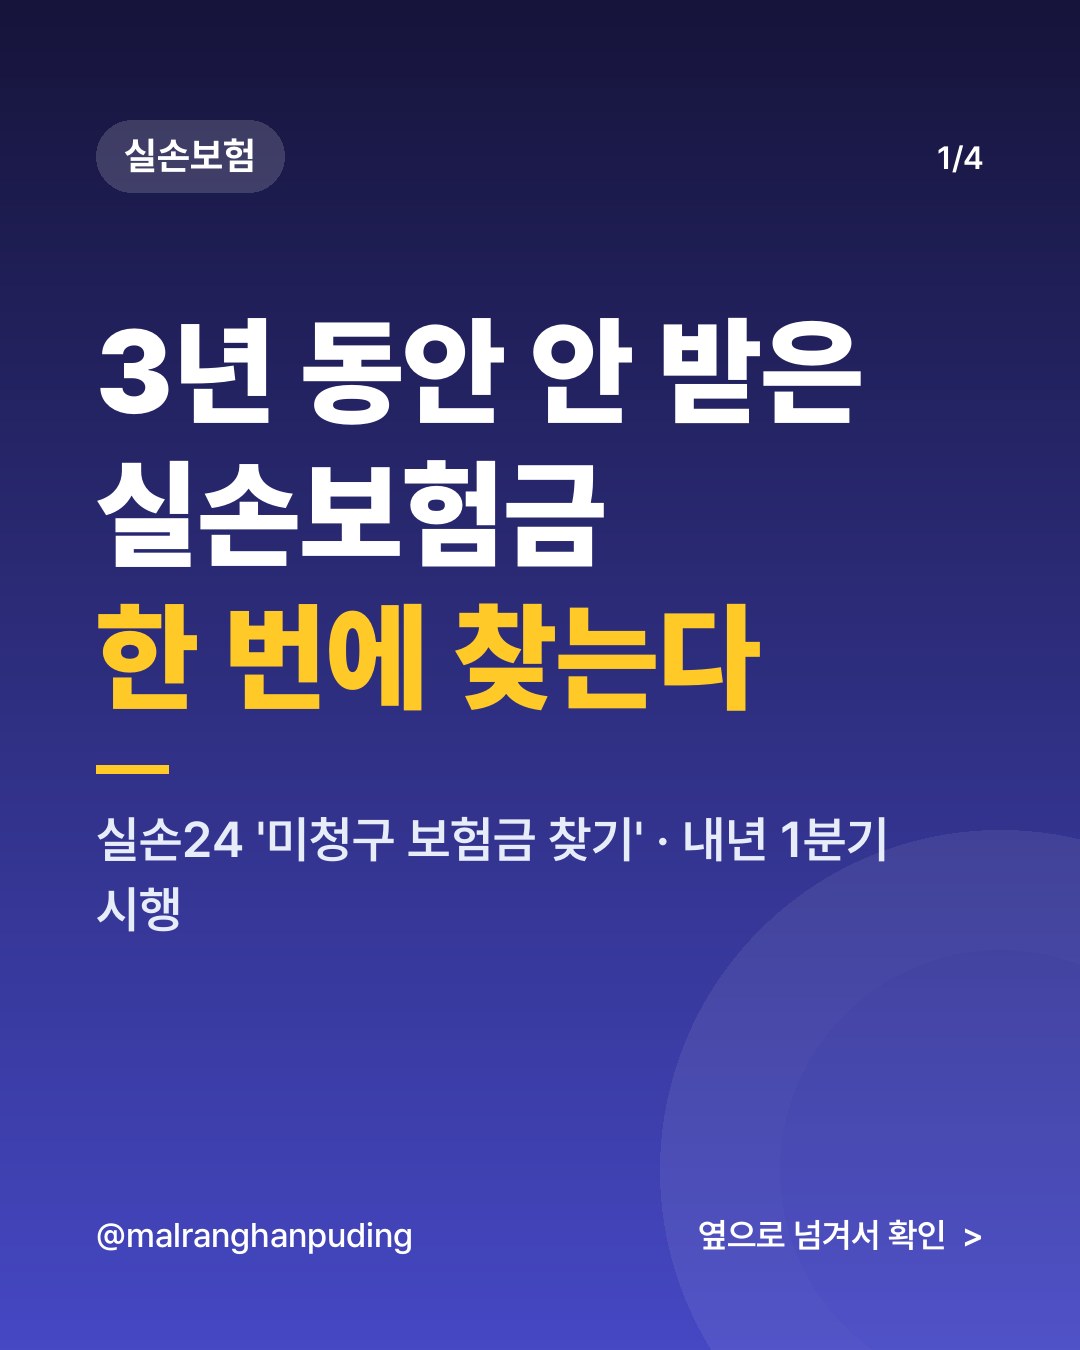 실손보험
1/4
3년 동안 안 받은
실손보험금
한 번에 찾는다
실손24 '미청구 보험금 찾기' · 내년 1분기
시행
@malranghanpuding
옆으로 넘겨서 확인 >